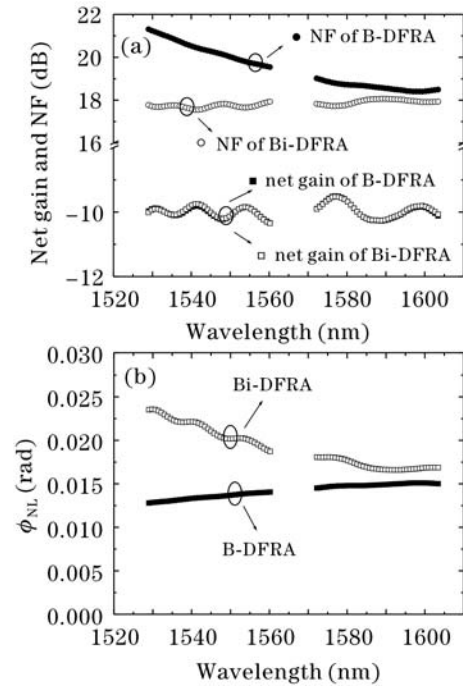 22
(a)
NF of B-DFRA
20
18
16
NF of Bi-DFRA
net gain of B-DFRA
−10
net gain of Bi-DFRA
−12
Net gain and NF (dB)
1520 1540 1560 1580 1600
Wavelength (nm)
0.030
(b)
0.025
Bi-DFRA
0.020
0.015
0.010
B-DFRA
0.005
0.000
ϕNL (rad)
1520 1540 1560 1580 1600
Wavelength (nm)